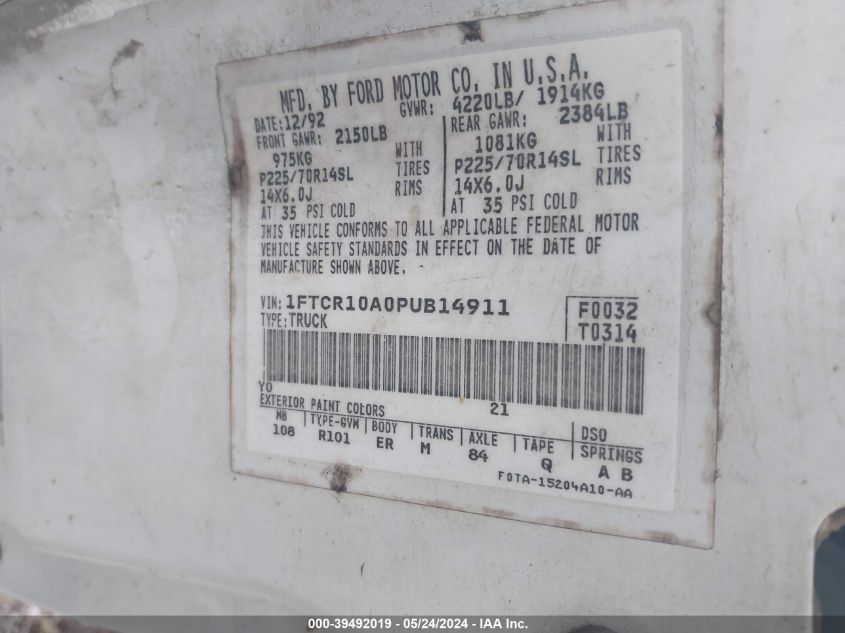 MFD. BY FORD MOTOR CO. IN U.S.A.
DATE: 12/92 GVWR: 4220LB/ 1914KG
FRONT GAWR: 2150LB REAR GAWR: 2384LB
975KG WITH 1081KG WITH
P225/70R14SL TIRES P225/70R14SL TIRES
14X6.0J RIMS 14X6.0J RIMS
AT 35 PSI COLD AT 35 PSI COLD
THIS VEHICLE CONFORMS TO ALL APPLICABLE FEDERAL MOTOR
VEHICLE SAFETY STANDARDS IN EFFECT ON THE DATE OF
MANUFACTURE SHOWN ABOVE.
VIN: 1FTCR10A0PUB14911 F0032
TYPE: TRUCK T0314
YO
EXTERIOR PAINT COLORS 21 DSO
WB TYPE-GVW BODY TRANS AXLE TAPE SPRINGS
108 R101 ER M 84 Q A B
F0TA-15204A10-AA
000-39492019 / 05/24/2024 - IAA Inc.